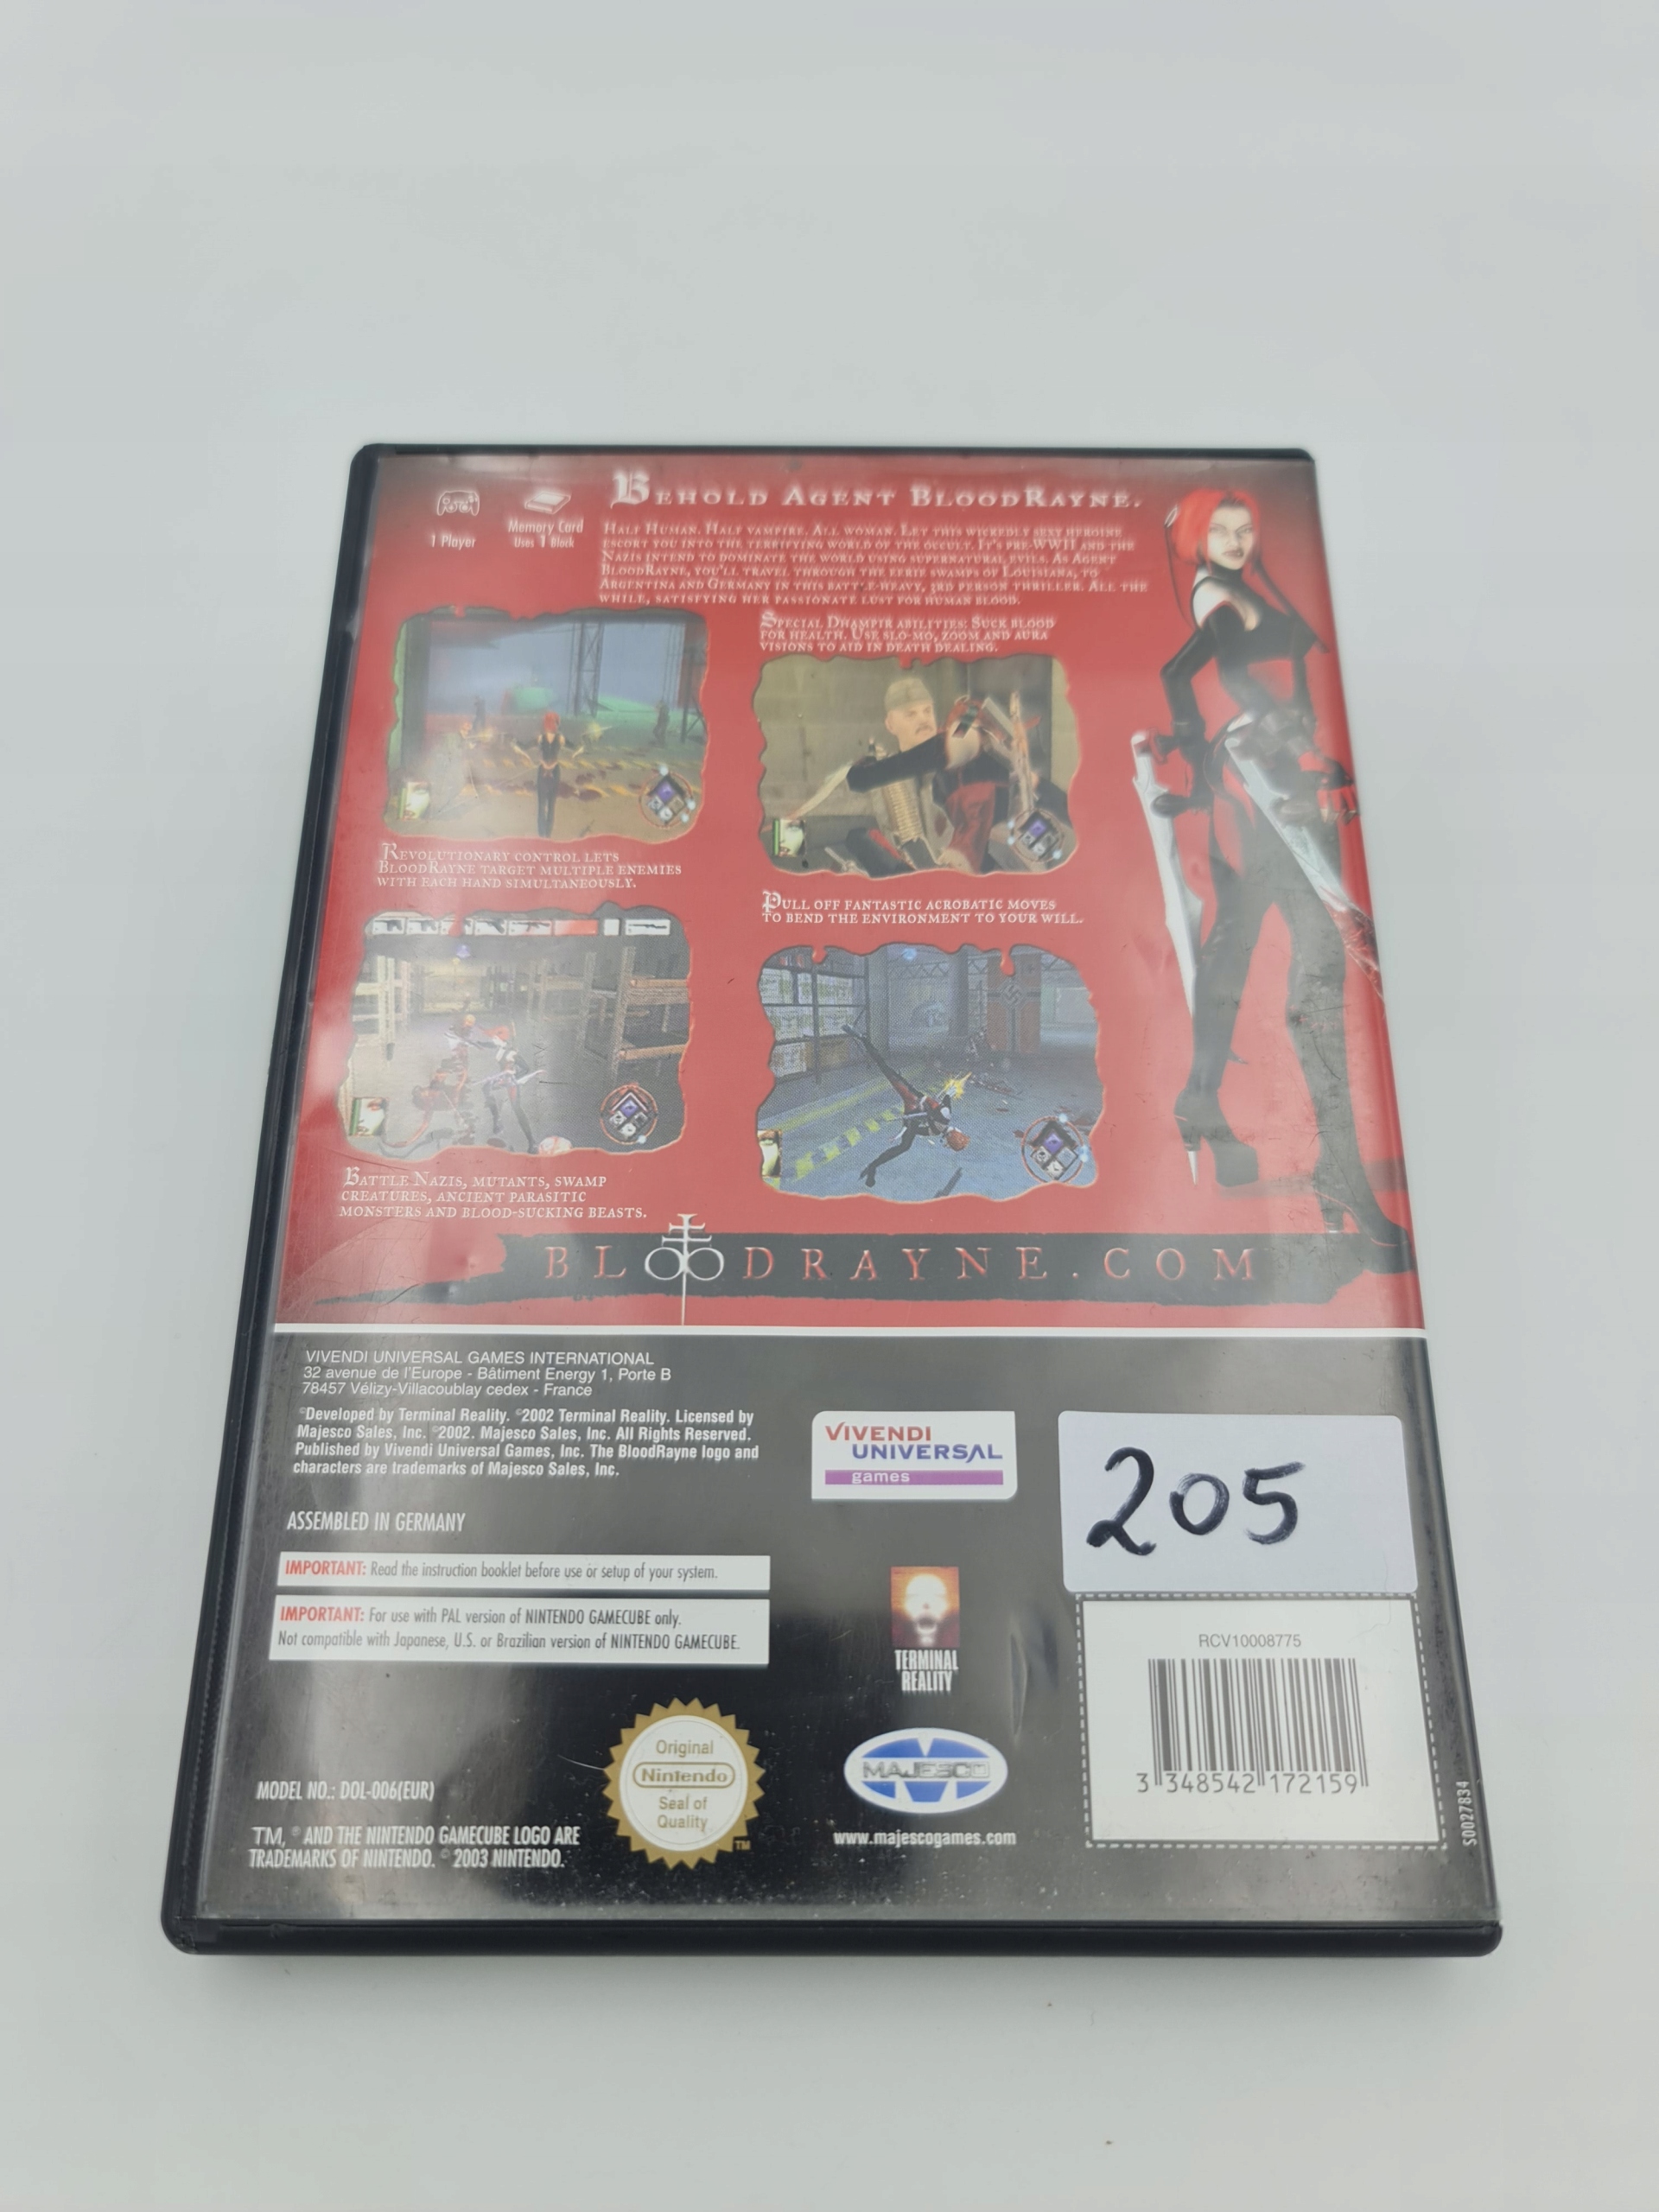 BEHOLD AGENT BLOODRAYNE.
1 Player
Memory Card
Uses 1 Block
HALF HUMAN. HALF VAMPIRE. ALL WOMAN. LET THIS WICKEDLY SEXY HEROINE
ESCORT YOU INTO THE TERRIFYING WORLD OF THE OCCULT. IT'S PRE-WWII AND THE
NAZIS INTEND TO DOMINATE THE WORLD USING SUPERNATURAL EVILS. AS AGENT
BLOODRAYNE, YOU'LL TRAVEL THROUGH THE EERIE SWAMPS OF LOUISIANA, TO
ARGENTINA AND GERMANY IN THIS BATTLE-HEAVY, 3RD PERSON THRILLER. ALL THE
WHILE, SATISFYING HER PASSIONATE LUST FOR HUMAN BLOOD.
SPECIAL DHAMPIR ABILITIES: SUCK BLOOD
FOR HEALTH. USE SLO-MO, ZOOM AND AURA
VISIONS TO AID IN DEATH DEALING.
REVOLUTIONARY CONTROL LETS
BLOODRAYNE TARGET MULTIPLE ENEMIES
WITH EACH HAND SIMULTANEOUSLY.
PULL OFF FANTASTIC ACROBATIC MOVES
TO BEND THE ENVIRONMENT TO YOUR WILL.
BATTLE NAZIS, MUTANTS, SWAMP
CREATURES, ANCIENT PARASITIC
MONSTERS AND BLOOD-SUCKING BEASTS.
BLOODRAYNE.COM
VIVENDI UNIVERSAL GAMES INTERNATIONAL
32 avenue de l'Europe - Bâtiment Energy 1, Porte B
78457 Vélizy-Villacoublay cedex - France
©Developed by Terminal Reality. ©2002 Terminal Reality. Licensed by
Majesco Sales, Inc. ©2002. Majesco Sales, Inc. All Rights Reserved.
Published by Vivendi Universal Games, Inc. The BloodRayne logo and
characters are trademarks of Majesco Sales, Inc.
VIVENDI
UNIVERSAL
games
205
ASSEMBLED IN GERMANY
IMPORTANT: Read the instruction booklet before use or setup of your system.
IMPORTANT: For use with PAL version of NINTENDO GAMECUBE only.
Not compatible with Japanese, U.S. or Brazilian version of NINTENDO GAMECUBE.
TERMINAL
REALITY
RCV10008775
3 348542 172159
S0027834
Original
Nintendo
Seal of
Quality
TM
MAJESCO
www.majescogames.com
MODEL NO.: DOL-006(EUR)
TM, ® AND THE NINTENDO GAMECUBE LOGO ARE
TRADEMARKS OF NINTENDO. © 2003 NINTENDO.